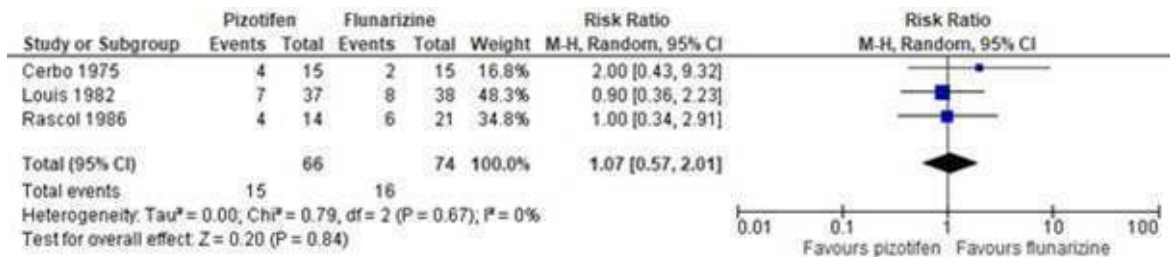 Pizotifen Flunarizine Risk Ratio Risk Ratio
Study or Subgroup Events Total Events Total Weight M-H, Random, 95% CI M-H, Random, 95% CI
Cerbo 1975 4 15 2 15 16.8% 2.00 [0.43, 9.32]
Louis 1982 7 37 8 38 48.3% 0.90 [0.36, 2.23]
Rascol 1986 4 14 6 21 34.8% 1.00 [0.34, 2.91]
Total (95% CI) 66 74 100.0% 1.07 [0.57, 2.01]
Total events 15 16
Heterogeneity: Tau² = 0.00; Chi² = 0.79, df = 2 (P = 0.67); I² = 0%
Test for overall effect: Z = 0.20 (P = 0.84)
0.01 0.1 1 10 100
Favours pizotifen Favours flunarizine